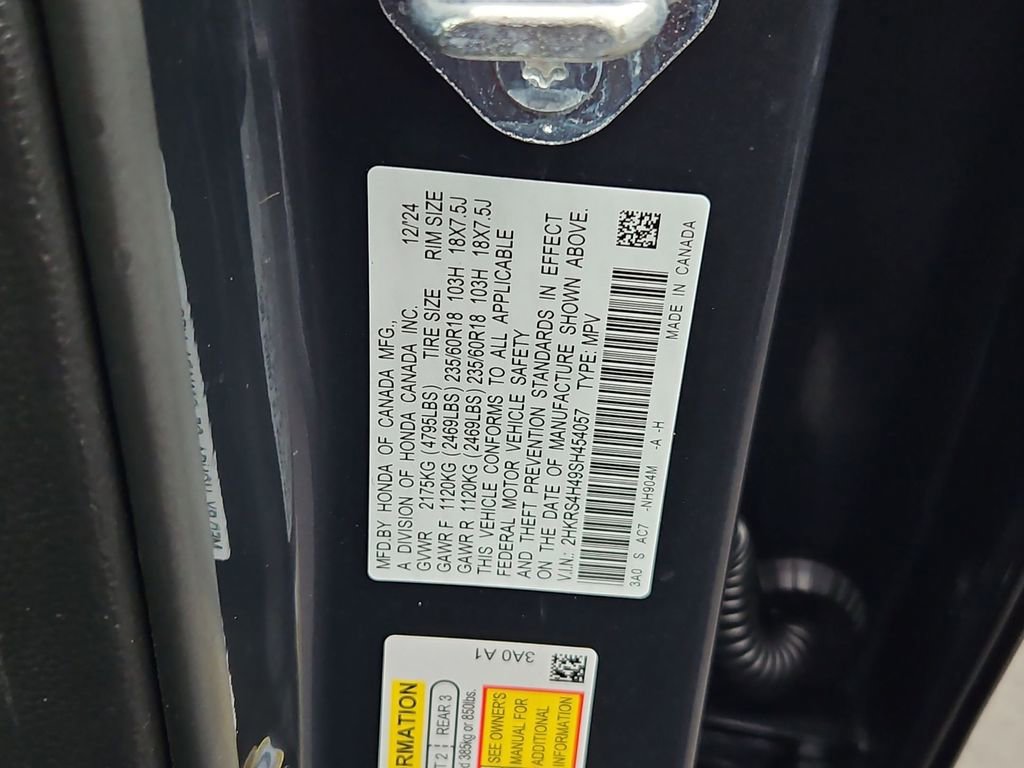 MFD.BY HONDA OF CANADA MFG.,
A DIVISION OF HONDA CANADA INC. 12/24
GVWR 2175KG (4795LBS) TIRE SIZE RIM SIZE
GAWR F 1120KG (2469LBS) 235/60R18 103H 18X7.5J
GAWR R 1120KG (2469LBS) 235/60R18 103H 18X7.5J
THIS VEHICLE CONFORMS TO ALL APPLICABLE
FEDERAL MOTOR VEHICLE SAFETY
AND THEFT PREVENTION STANDARDS IN EFFECT
ON THE DATE OF MANUFACTURE SHOWN ABOVE.
V.I.N.: 2HKRS4H49SH454057 TYPE: MPV
3A0 S AC7 -NH904M -A -H MADE IN CANADA
3A0 A1
RMATION
2 REAR 3
385kg or 850lbs.
SEE OWNER'S
MANUAL FOR
ADDITIONAL
INFORMATION